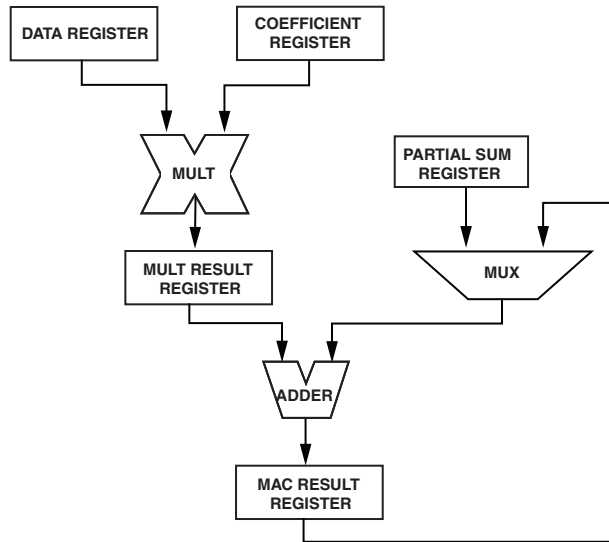 DATA REGISTER
COEFFICIENT
REGISTER
MULT
PARTIAL SUM
REGISTER
MULT RESULT
REGISTER
MUX
ADDER
MAC RESULT
REGISTER